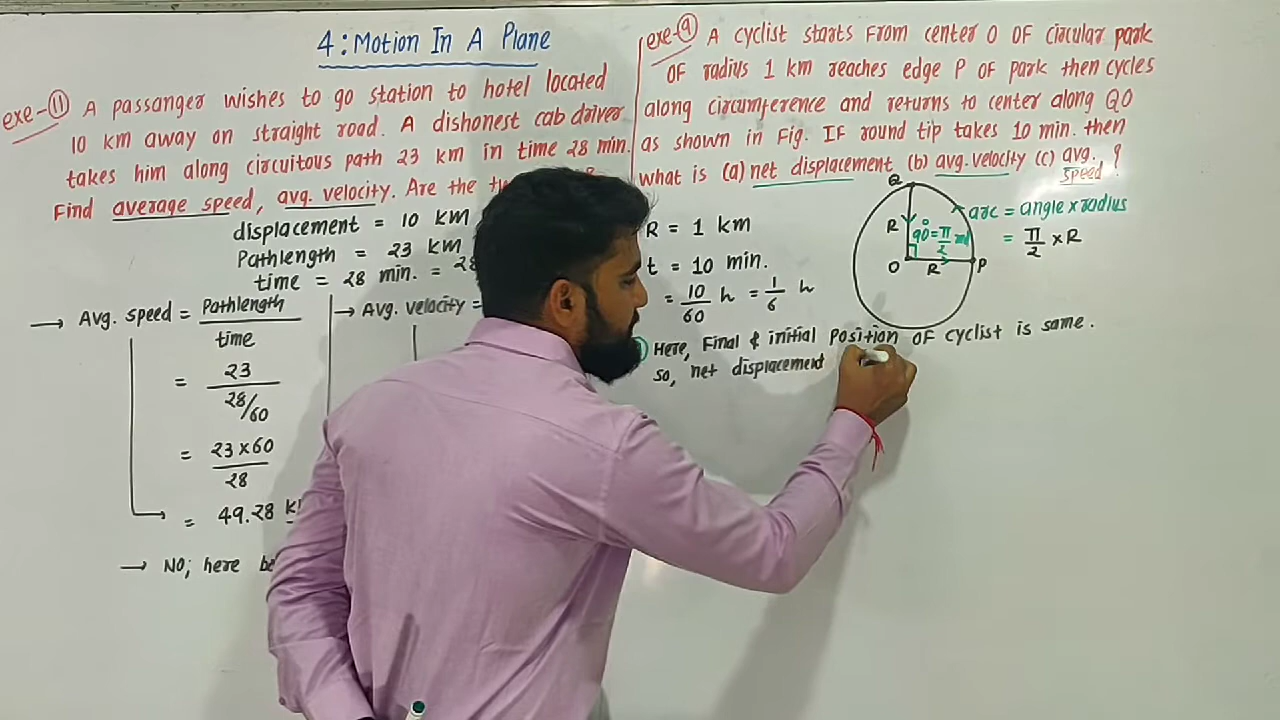 4: Motion In A Plane
exe-⑪ A passanger wishes to go station to hotel located
10 km away on straight road. A dishonest cab driver
takes him along circuitous path 23 km in time 28 min.
Find average speed, avg. velocity. Are the
displacement = 10 KM
Pathlength = 23 KM
time = 28 min. = 28
→ Avg. speed = Pathlength
time
= 23
28/60
= 23×60
28
= 49.28
→ NO; here
→ Avg. velocity =
exe-⑨ A cyclist starts From center O OF circular park
OF radius 1 km reaches edge P OF park then cycles
along circumference and returns to center along QO
as shown in Fig. IF round tip takes 10 min. then
what is (a) net displacement (b) avg. velocity (c) avg. speed ?
Q
R
90° = π/2 rad
O
R
P
arc = angle × radius
= π/2 × R
R = 1 km
t = 10 min.
= 10/60 h = 1/6 h
Here, Final & initial Position OF cyclist is same.
so, net displacement